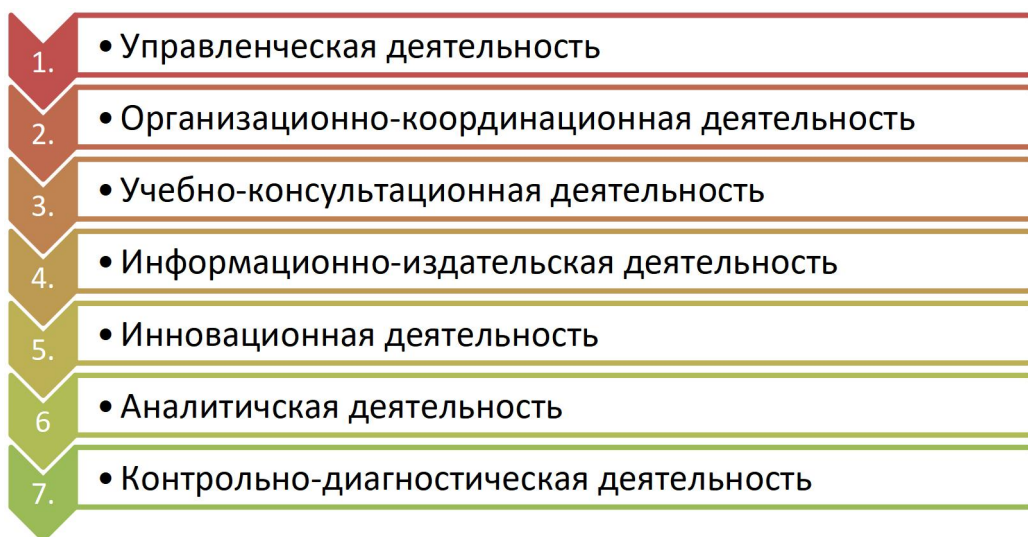 1. • Управленческая деятельность
2. • Организационно-координационная деятельность
3. • Учебно-консультационная деятельность
4. • Информационно-издательская деятельность
5. • Инновационная деятельность
6 • Аналитичская деятельность
7. • Контрольно-диагностическая деятельность